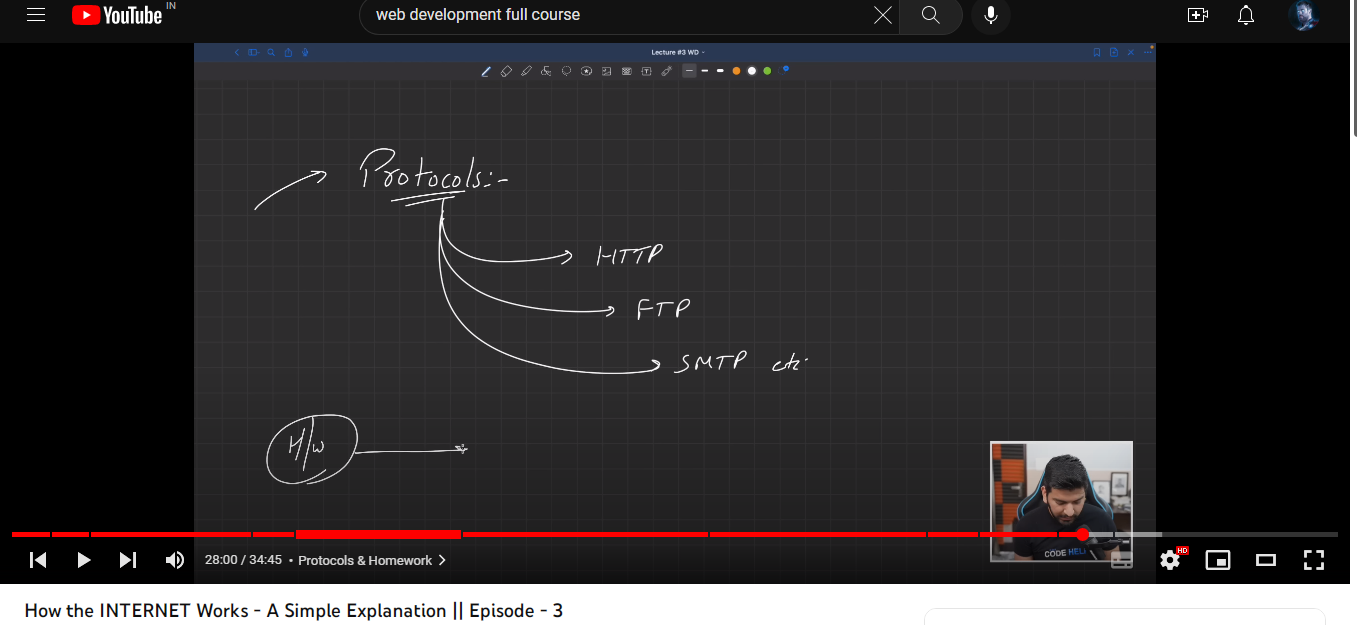 YouTube IN
web development full course
Lecture #3 WD
Protocols:-
HTTP
FTP
SMTP etc.
H/W
CODE HEL
HD
28:00 / 34:45 • Protocols & Homework
How the INTERNET Works - A Simple Explanation || Episode - 3